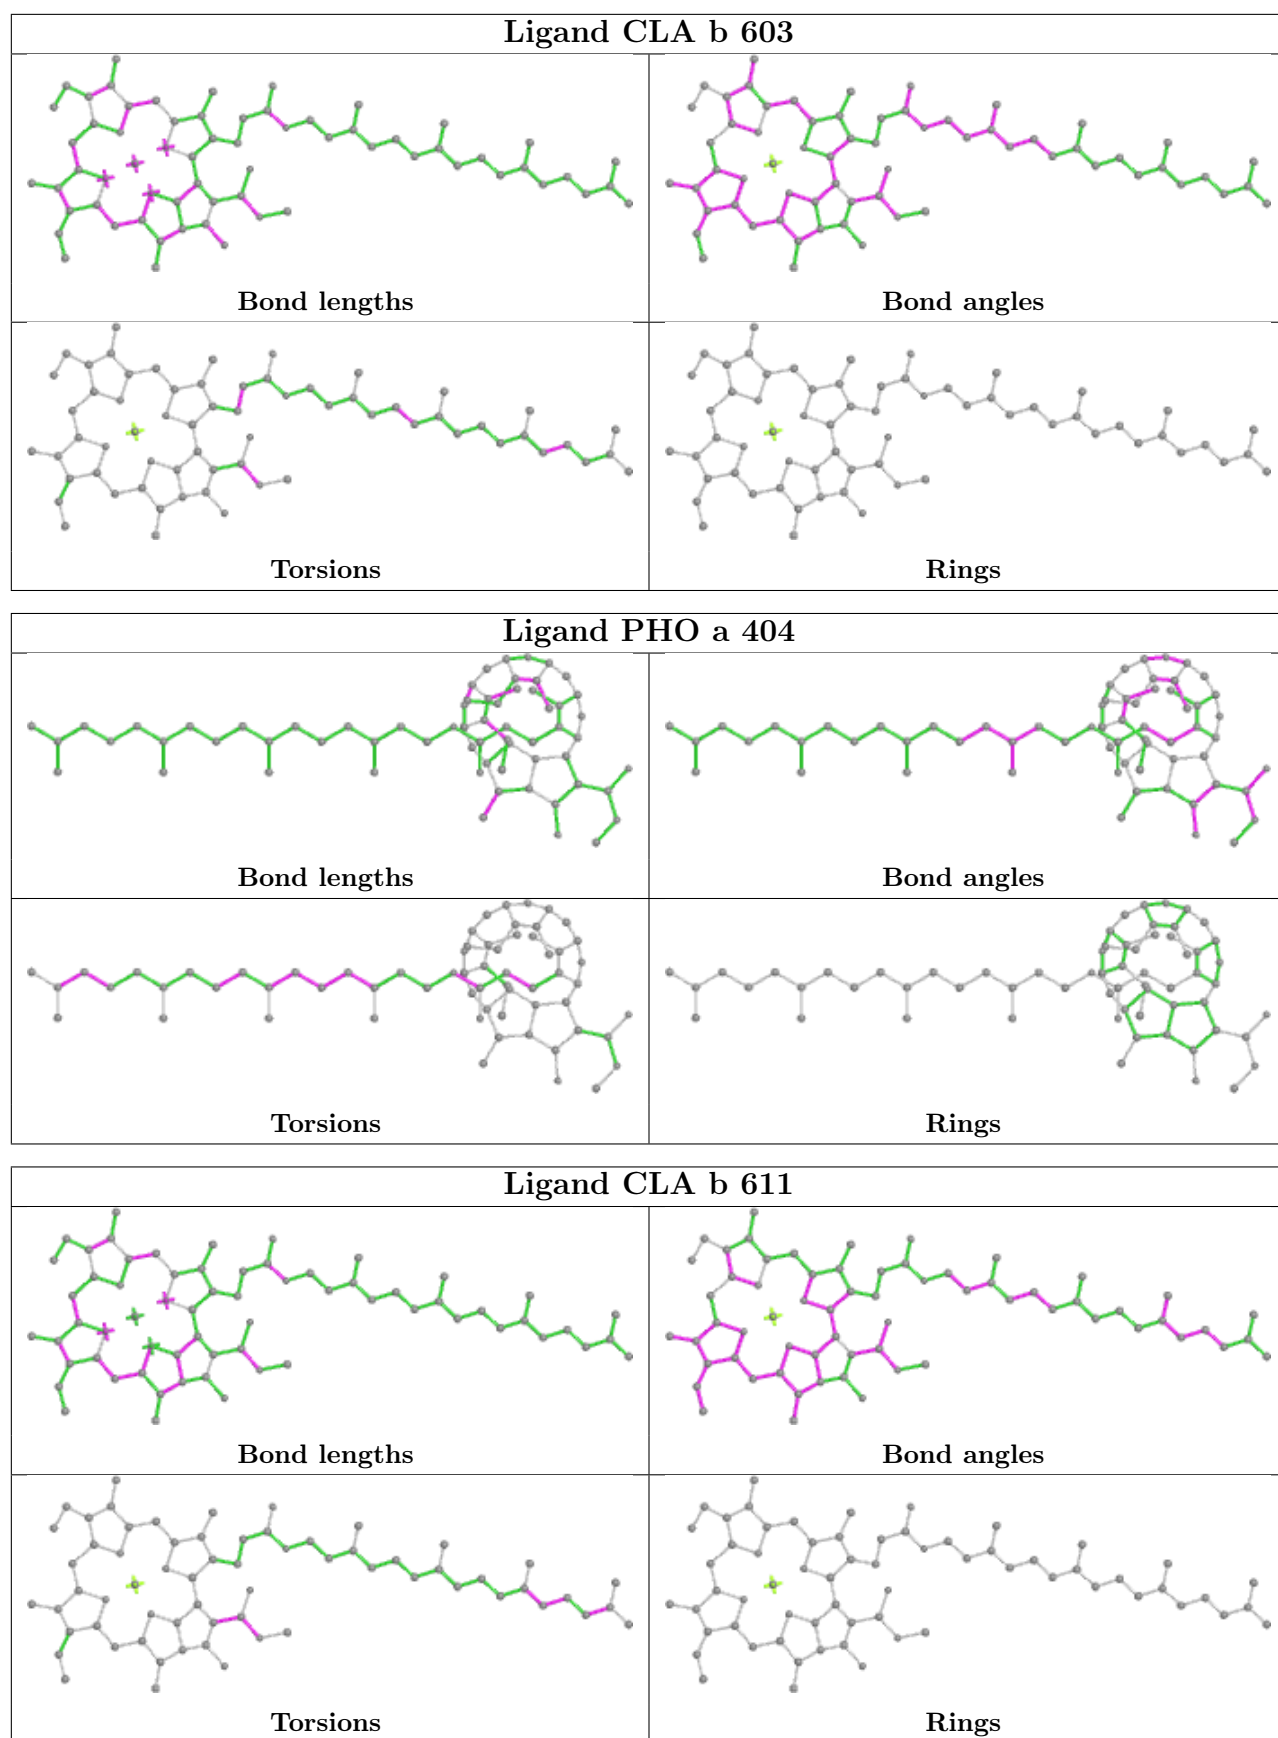 Ligand CLA b 603
Bond lengths
Bond angles
Torsions
Rings
Ligand PHO a 404
Bond lengths
Bond angles
Torsions
Rings
Ligand CLA b 611
Bond lengths
Bond angles
Torsions
Rings